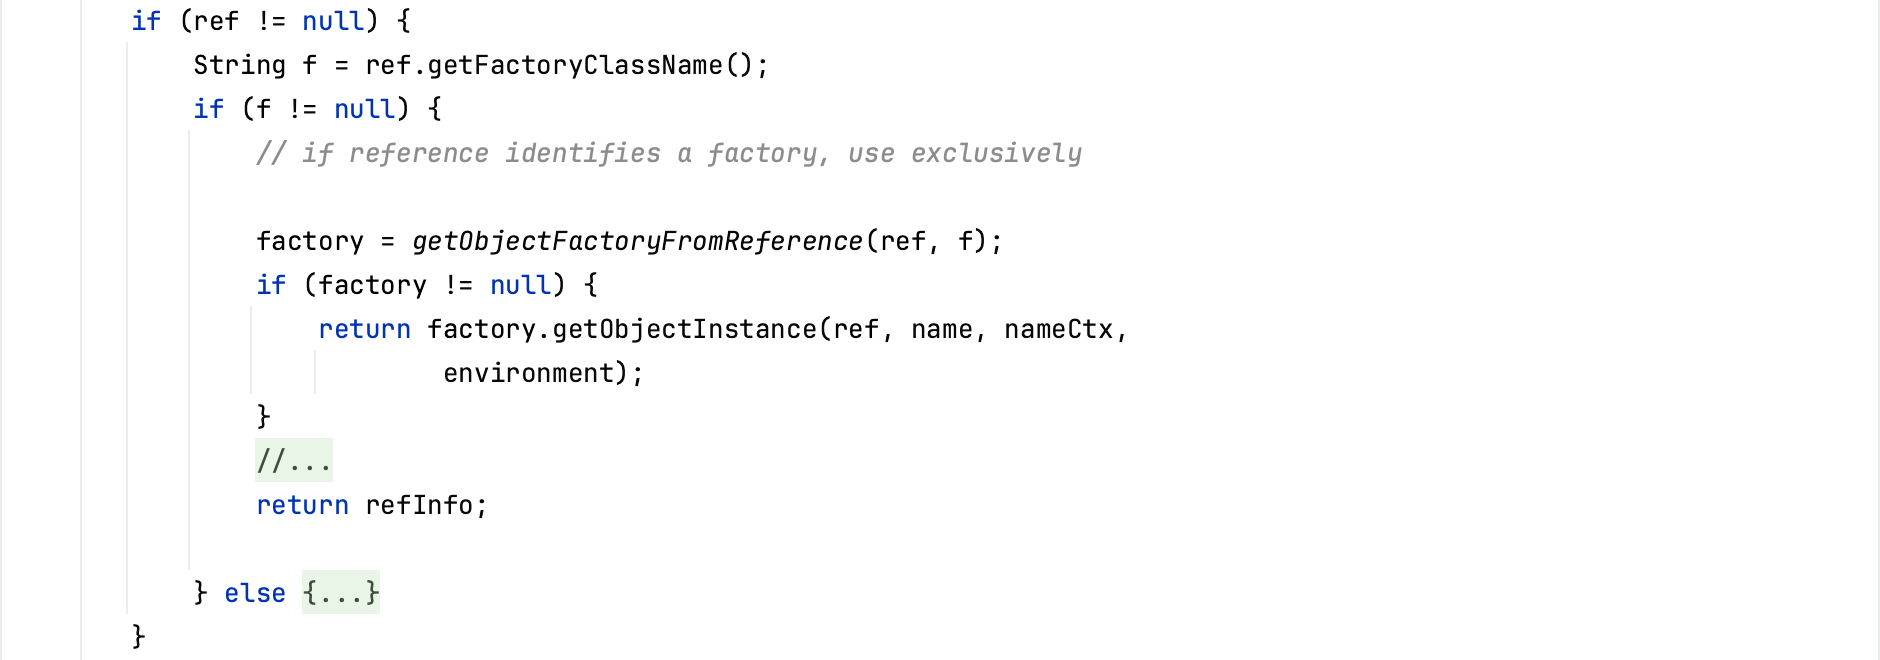 if (ref != null) {
String f = ref.getFactoryClassName();
if (f != null) {
// if reference identifies a factory, use exclusively
factory = getObjectFactoryFromReference(ref, f);
if (factory != null) {
return factory.getObjectInstance(ref, name, nameCtx,
environment);
}
//...
return refInfo;
} else {...}
}